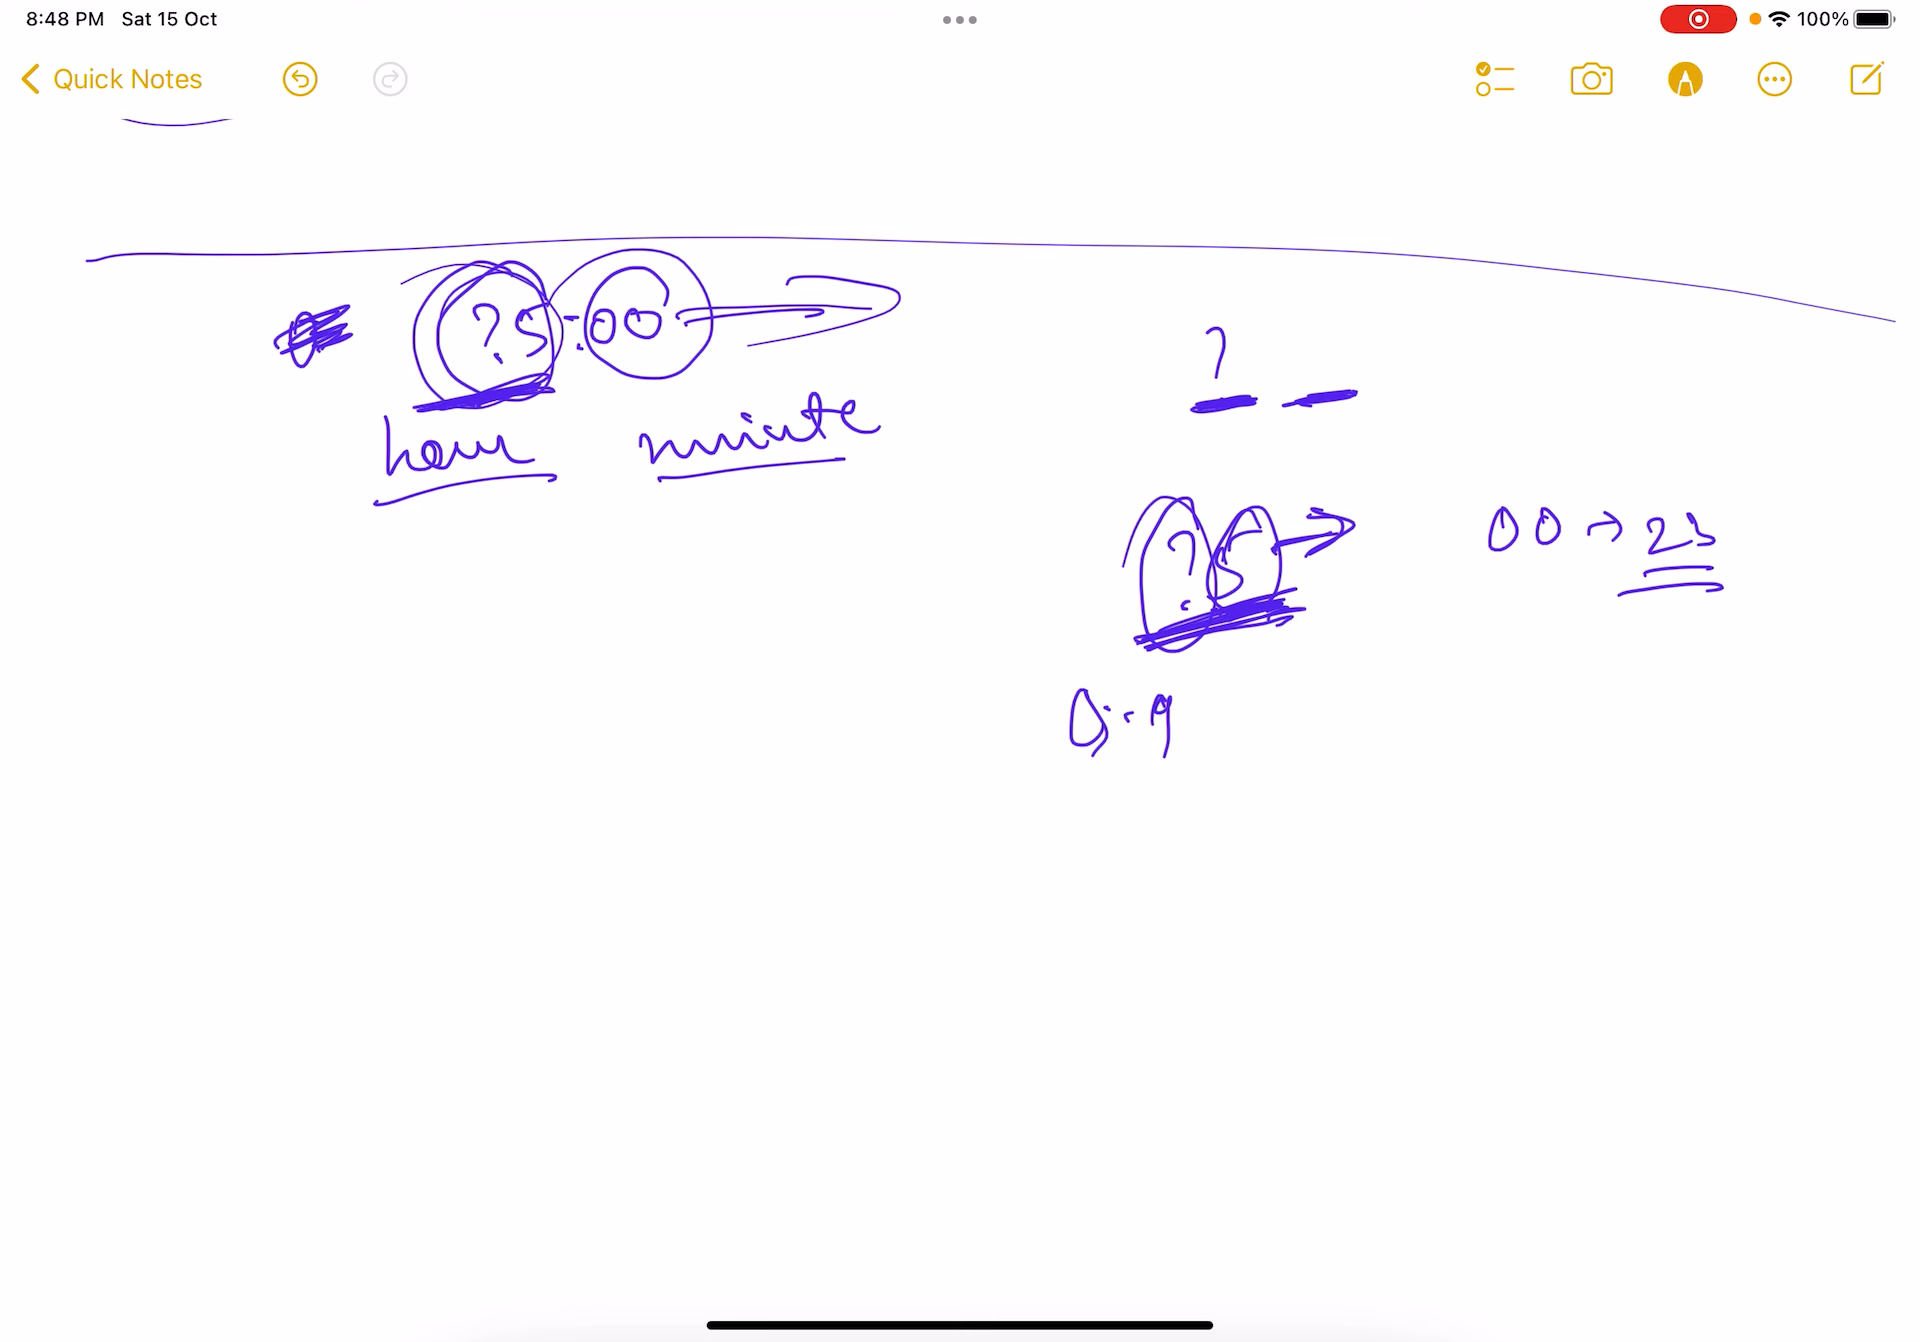 8:48 PM Sat 15 Oct
100%
Quick Notes
?5:00
hour minute
?
?5
00 → 23
0,.9